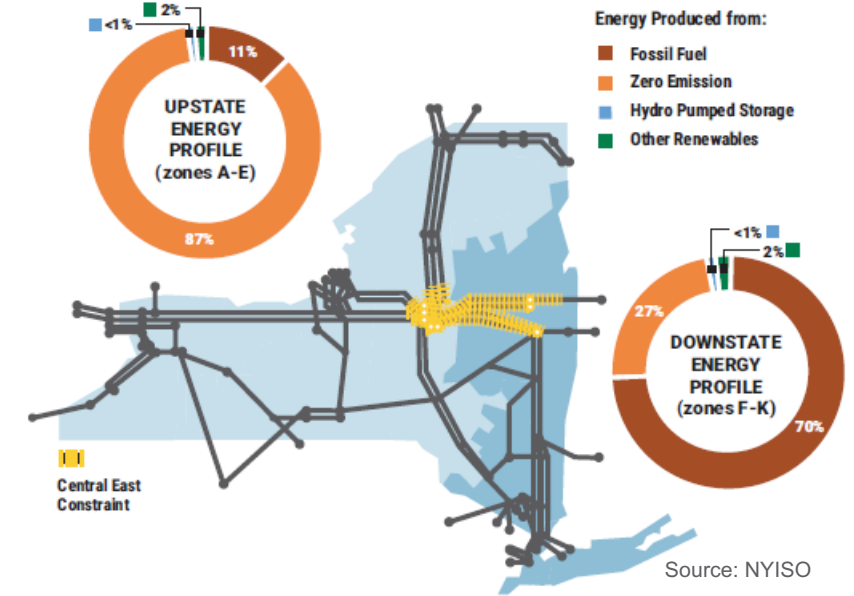 2%
<1%
11%
UPSTATE
ENERGY
PROFILE
(zones A-E)
87%
Energy Produced from:
Fossil Fuel
Zero Emission
Hydro Pumped Storage
Other Renewables
<1%
2%
27%
DOWNSTATE
ENERGY
PROFILE
(zones F-K)
70%
Central East
Constraint
Source: NYISO